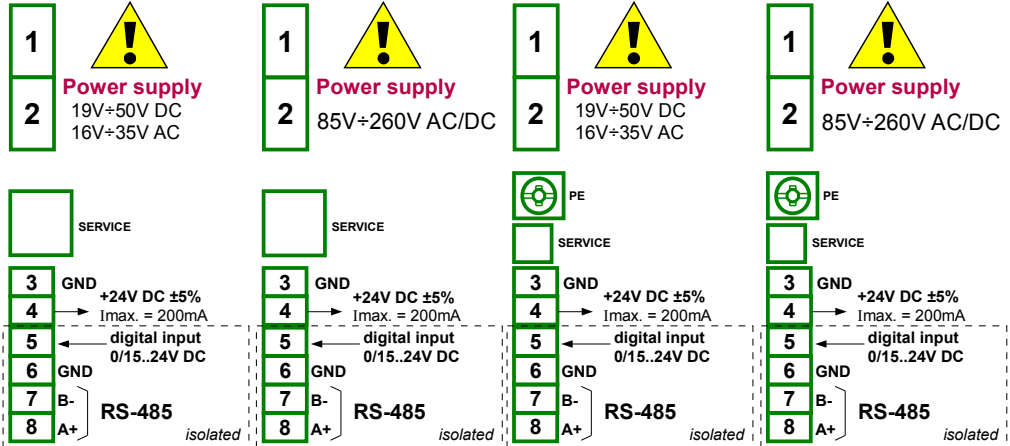 1
2
Power supply
19V÷50V DC
16V÷35V AC
SERVICE
3 GND
4 +24V DC ±5%
Imax. = 200mA
5 digital input
0/15..24V DC
6 GND
7 B-
RS-485
8 A+
isolated
1
2
Power supply
85V÷260V AC/DC
SERVICE
3 GND
4 +24V DC ±5%
Imax. = 200mA
5 digital input
0/15..24V DC
6 GND
7 B-
RS-485
8 A+
isolated
1
2
Power supply
19V÷50V DC
16V÷35V AC
PE
SERVICE
3 GND
4 +24V DC ±5%
Imax. = 200mA
5 digital input
0/15..24V DC
6 GND
7 B-
RS-485
8 A+
isolated
1
2
Power supply
85V÷260V AC/DC
PE
SERVICE
3 GND
4 +24V DC ±5%
Imax. = 200mA
5 digital input
0/15..24V DC
6 GND
7 B-
RS-485
8 A+
isolated